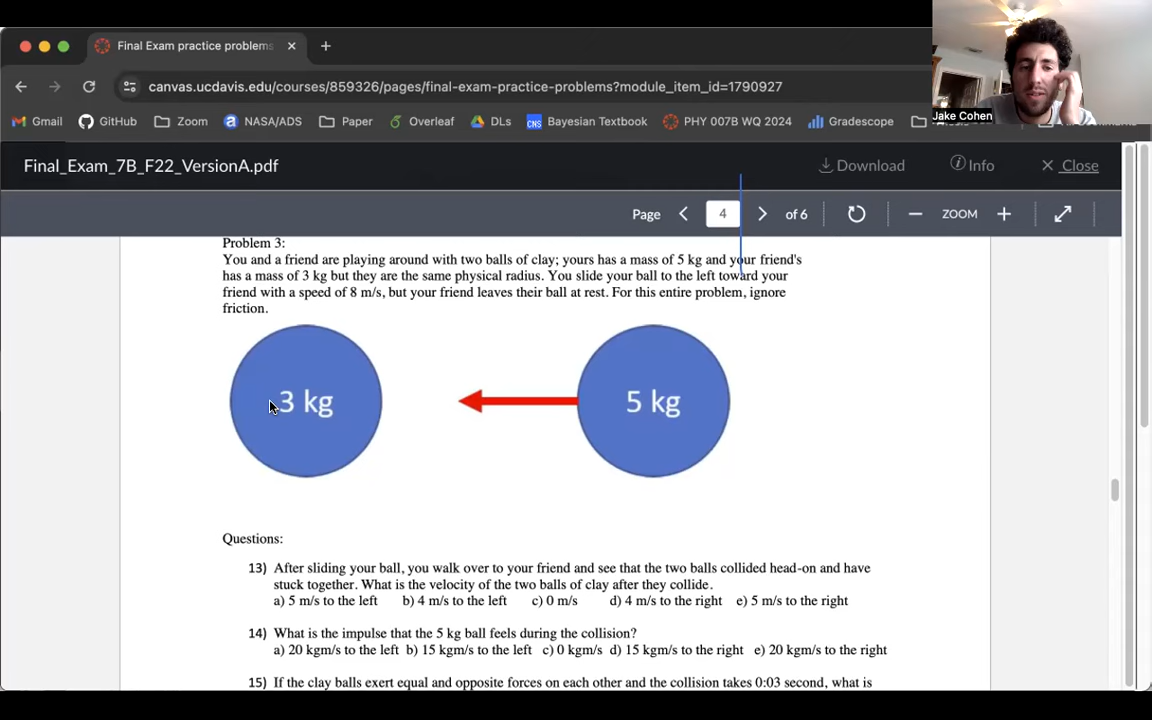 Final Exam practice problems
canvas.ucdavis.edu/courses/859326/pages/final-exam-practice-problems?module_item_id=1790927
Jake Cohen
Gmail GitHub Zoom NASA/ADS Paper Overleaf DLs Bayesian Textbook PHY 007B WQ 2024 Gradescope
Final_Exam_7B_F22_VersionA.pdf Download Info Close
Page 4 of 6 ZOOM
Problem 3:
You and a friend are playing around with two balls of clay; yours has a mass of 5 kg and your friend's
has a mass of 3 kg but they are the same physical radius. You slide your ball to the left toward your
friend with a speed of 8 m/s, but your friend leaves their ball at rest. For this entire problem, ignore
friction.
3 kg 5 kg
Questions:
13) After sliding your ball, you walk over to your friend and see that the two balls collided head-on and have
stuck together. What is the velocity of the two balls of clay after they collide.
a) 5 m/s to the left b) 4 m/s to the left c) 0 m/s d) 4 m/s to the right e) 5 m/s to the right
14) What is the impulse that the 5 kg ball feels during the collision?
a) 20 kgm/s to the left b) 15 kgm/s to the left c) 0 kgm/s d) 15 kgm/s to the right e) 20 kgm/s to the right
15) If the clay balls exert equal and opposite forces on each other and the collision takes 0:03 second, what is